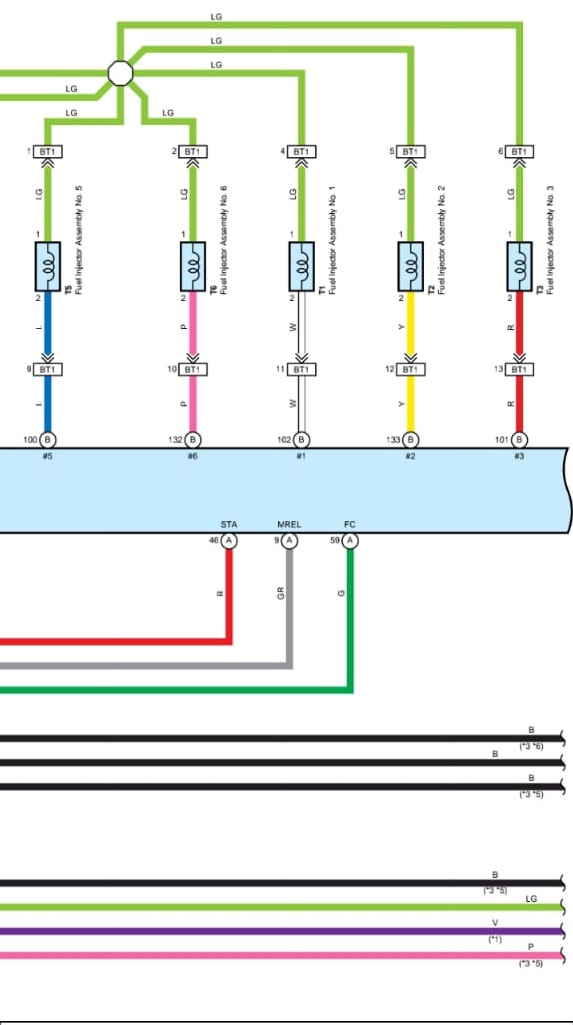 LG
LG
LG
LG
LG LG
1 BT1 2 BT1 4 BT1 5 BT1 6 BT1
LG LG LG LG LG
1 1 1 1 1
T5 Fuel Injector Assembly No. 5
T6 Fuel Injector Assembly No. 6
T1 Fuel Injector Assembly No. 1
T2 Fuel Injector Assembly No. 2
T3 Fuel Injector Assembly No. 3
2 2 2 2 2
L P W Y R
9 BT1 10 BT1 11 BT1 12 BT1 13 BT1
L P W Y R
100 B 132 B 102 B 133 B 101 B
#5 #6 #1 #2 #3
STA MREL FC
46 A 9 A 59 A
R GR G
B
(*3 *6)
B
B
(*3 *5)
B
(*3 *5)
LG
V
(*1)
P
(*3 *5)